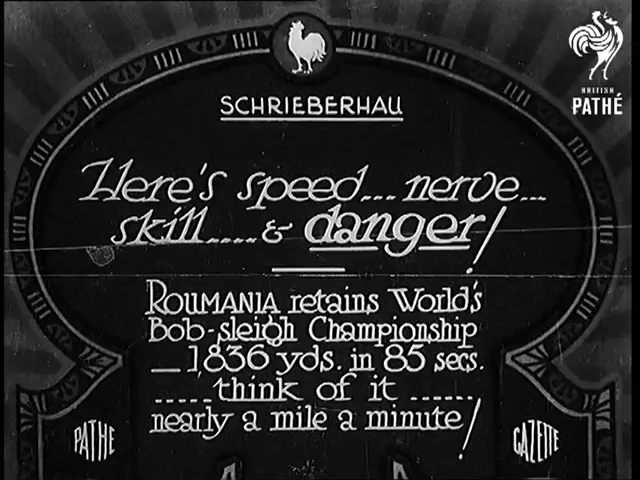 BRITISH
PATHÉ
SCHRIEBERHAU
Here's speed... nerve...
skill.... & danger!
ROUMANIA retains World's
Bob-sleigh Championship
— 1,836 yds. in 85 secs.
..... think of it ......
nearly a mile a minute!
PATHE
GAZETTE